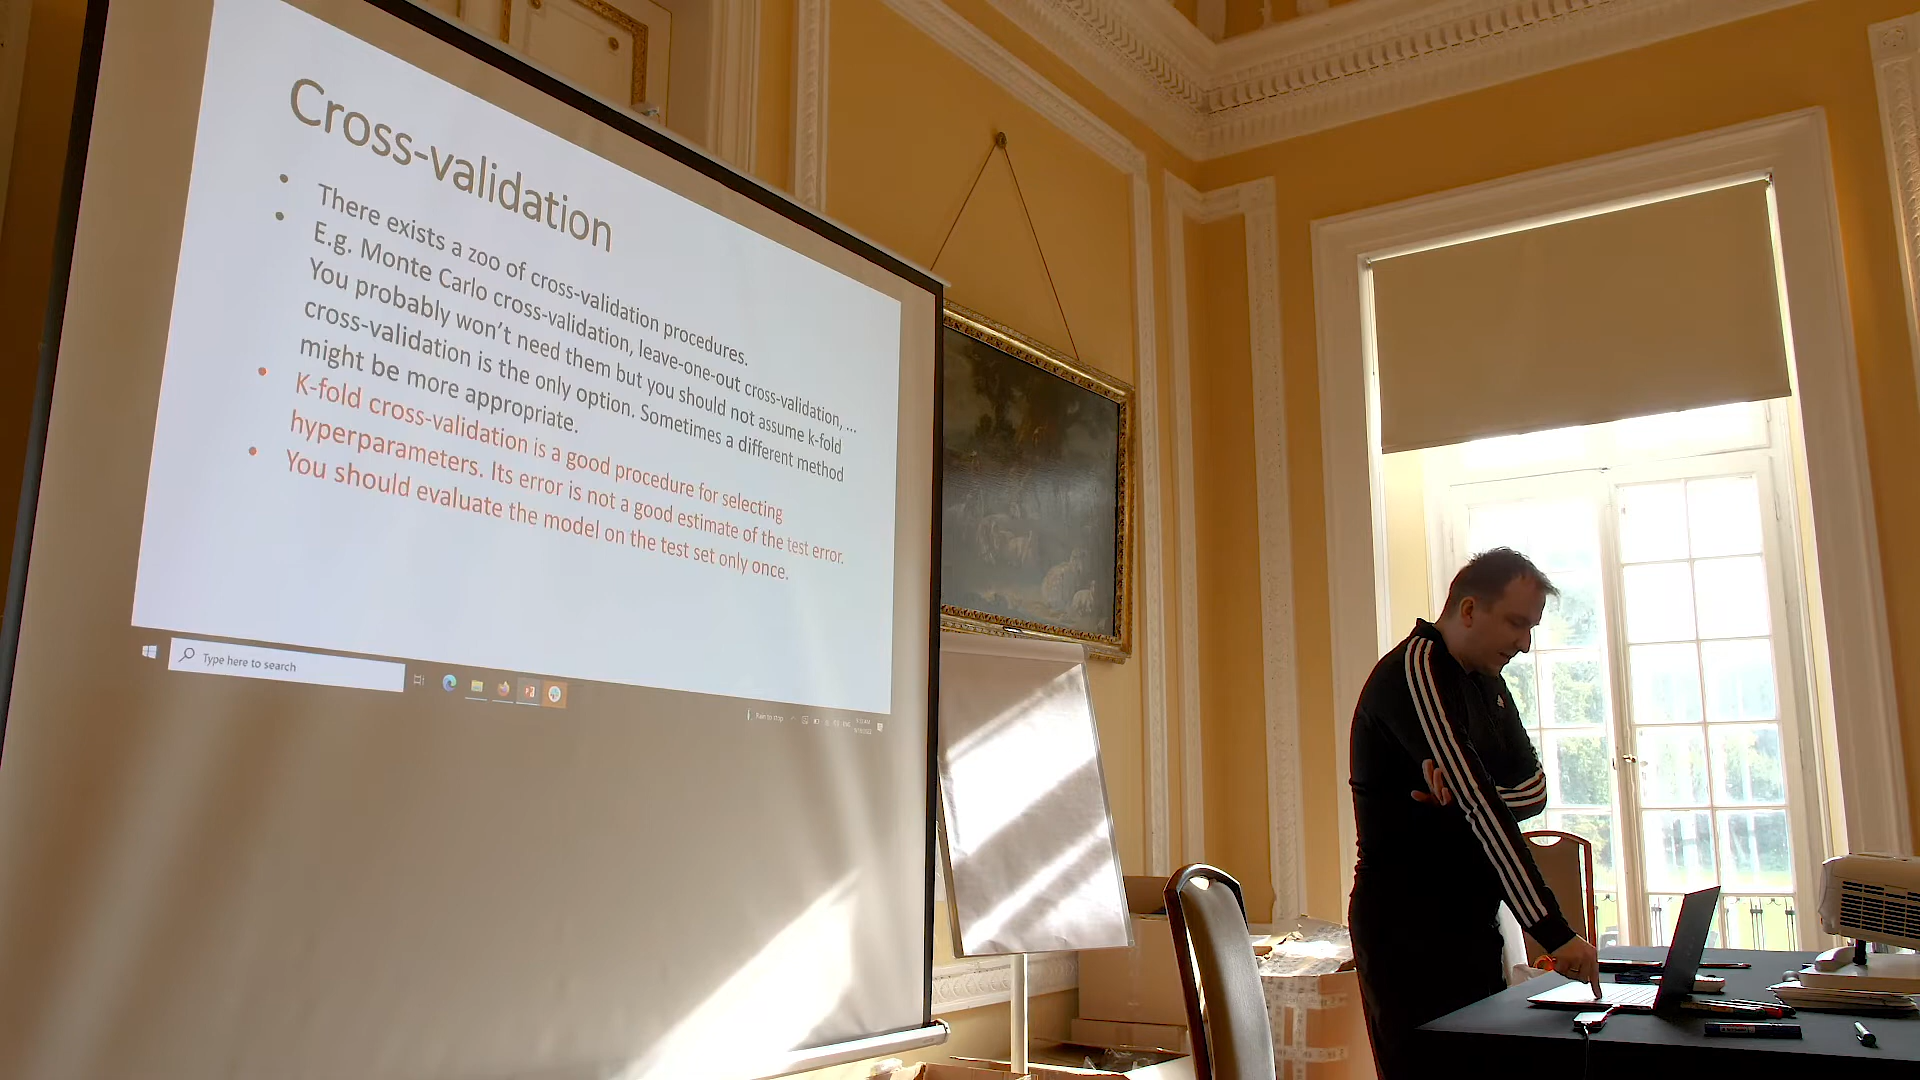 Cross-validation
• There exists a zoo of cross-validation procedures.
• E.g. Monte Carlo cross-validation, leave-one-out cross-validation, ...
You probably won't need them but you should not assume k-fold
cross-validation is the only option. Sometimes a different method
might be more appropriate.
• K-fold cross-validation is a good procedure for selecting
hyperparameters. Its error is not a good estimate of the test error.
• You should evaluate the model on the test set only once.
Type here to search
Rain to stop